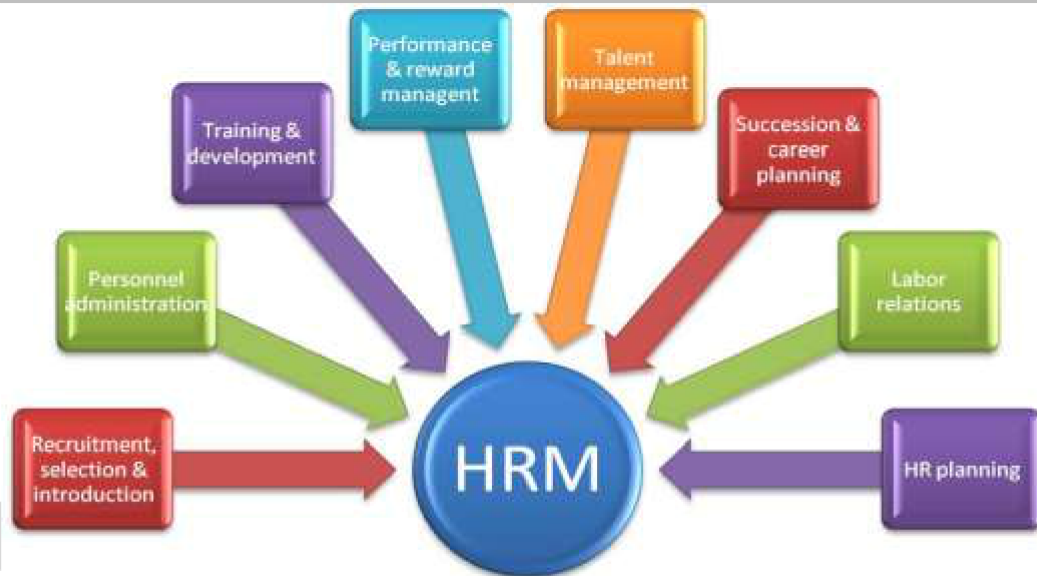 Performance
& reward
managent
Talent
management
Training &
development
Succession &
career
planning
Personnel
administration
Labor
relations
Recruitment,
selection &
introduction
HRM
HR planning